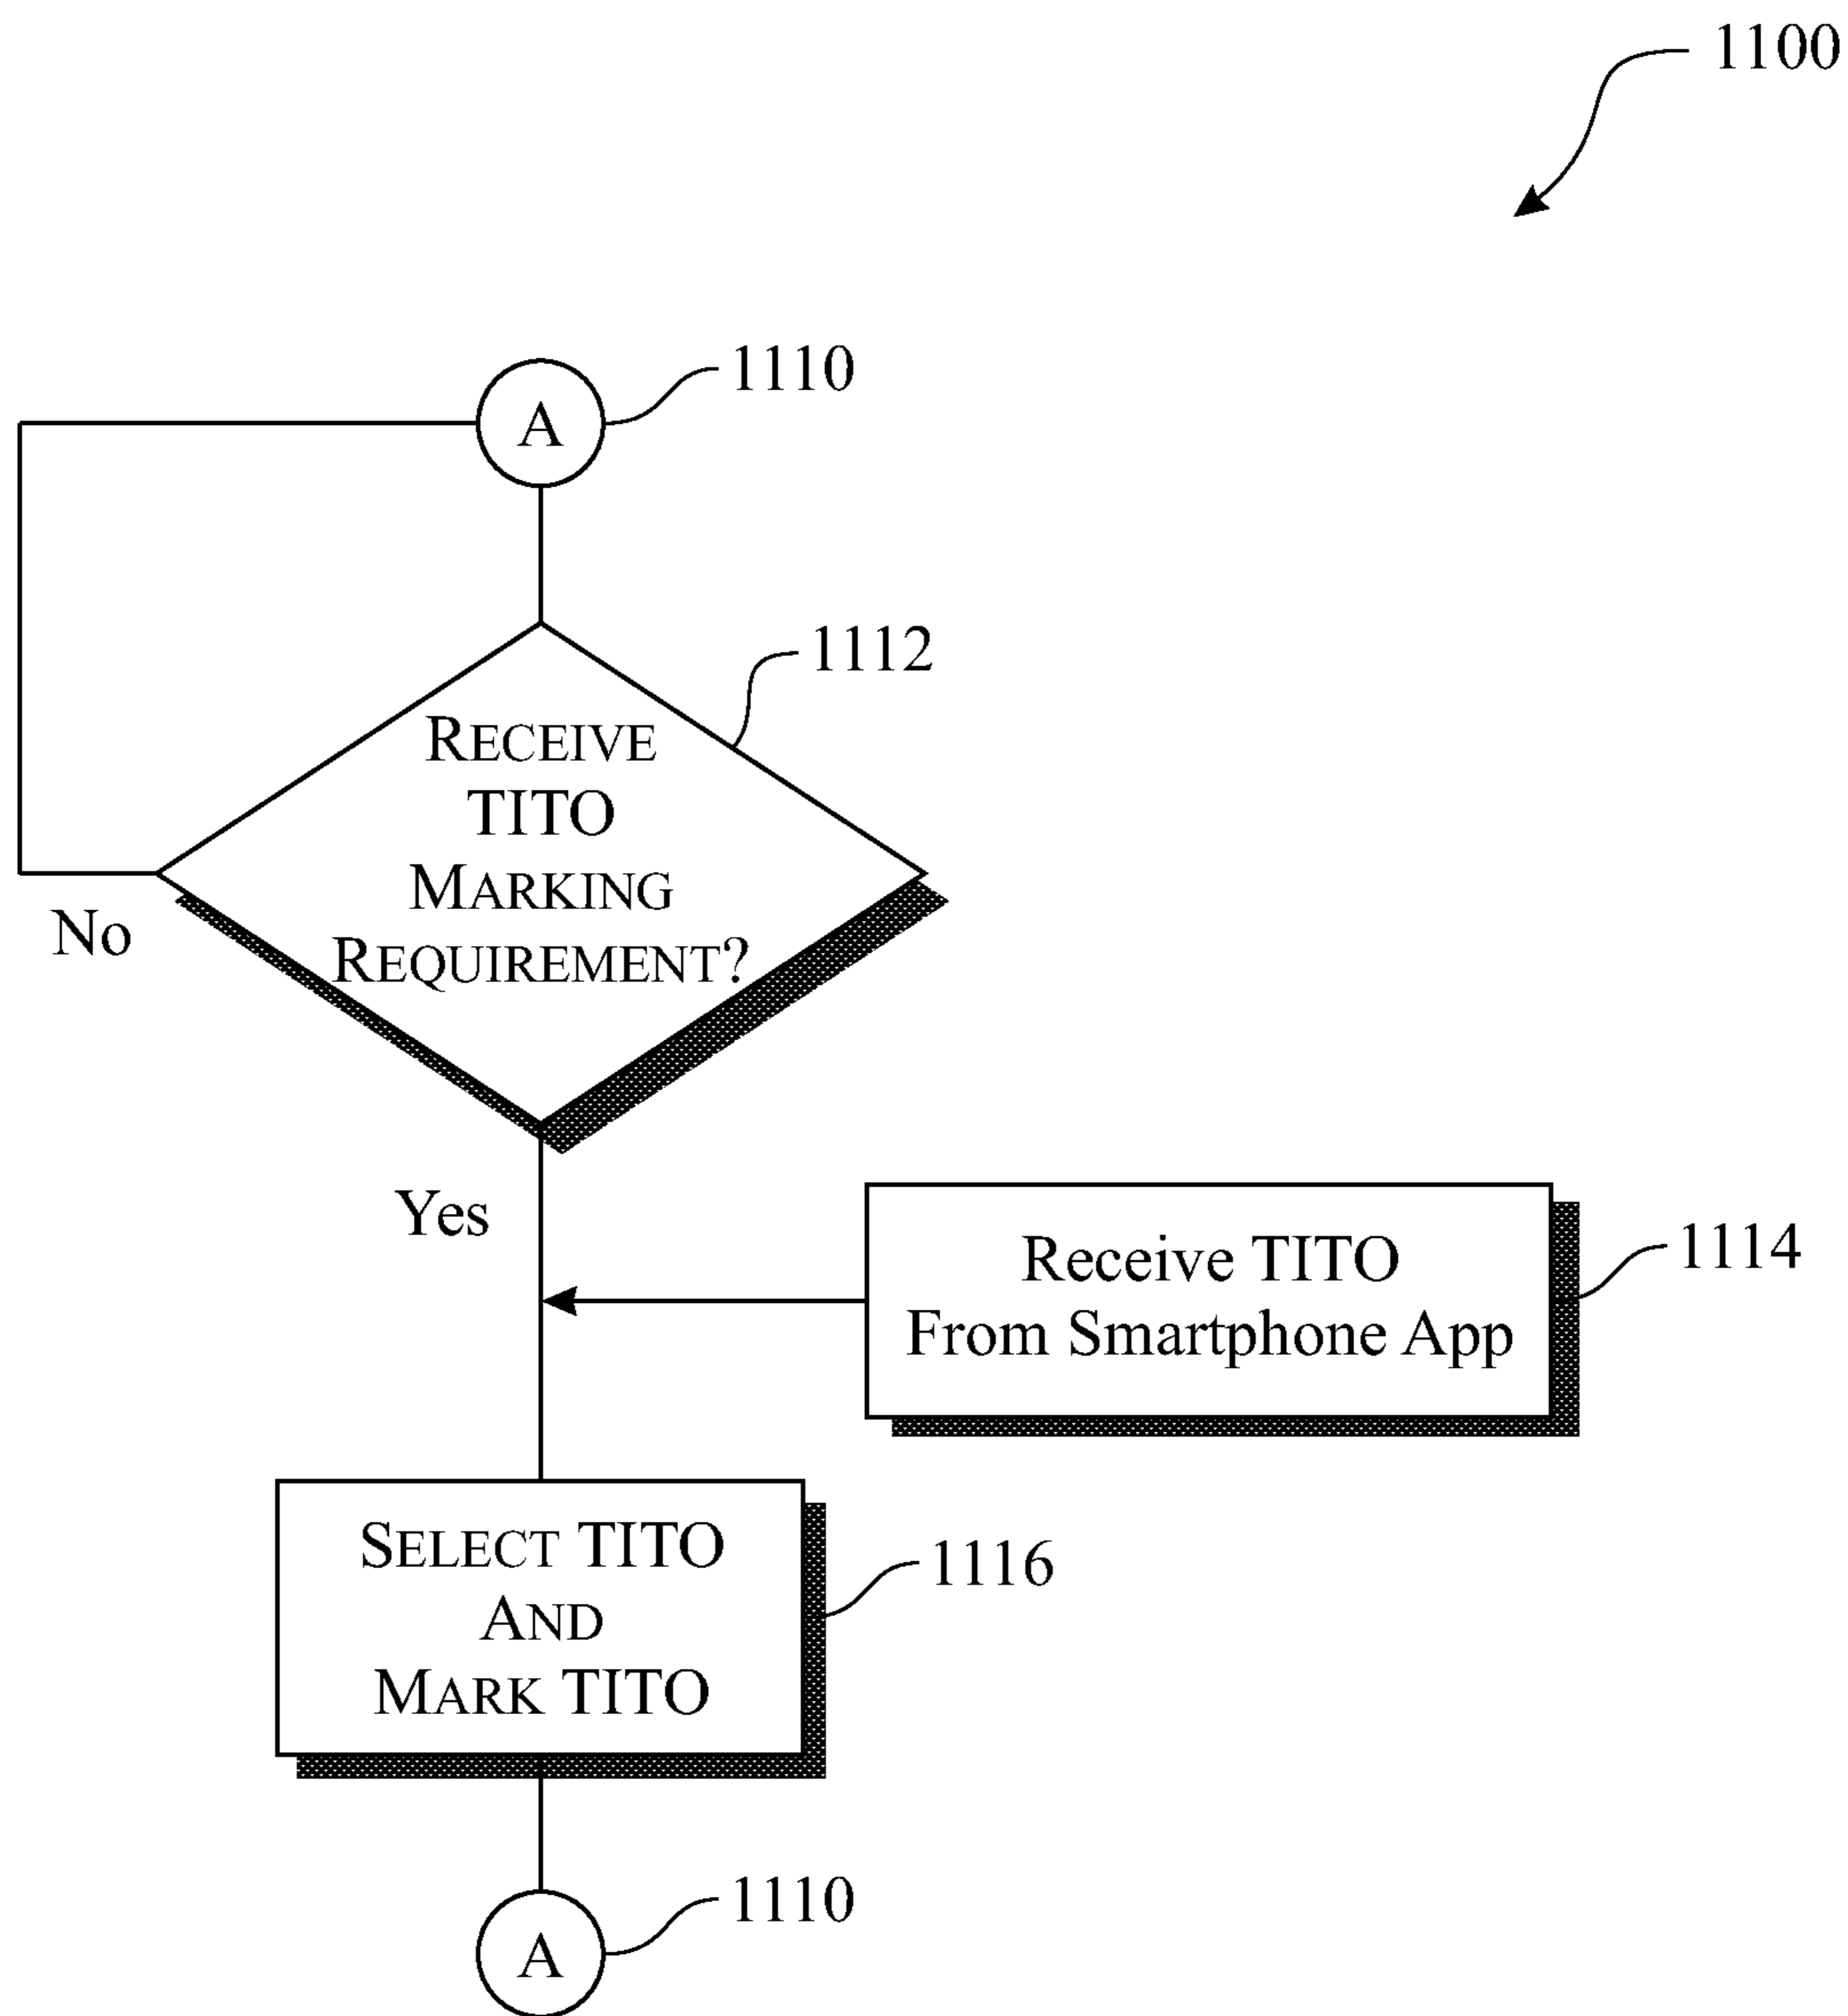 1100
A
1110
1112
RECEIVE
TITO
MARKING
REQUIREMENT?
No
Yes
Receive TITO
From Smartphone App
1114
SELECT TITO
AND
MARK TITO
1116
A
1110